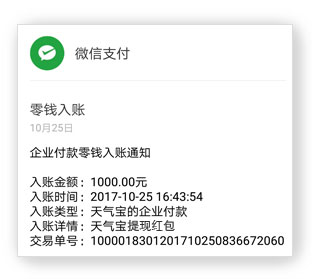 微信支付
零钱入账
10月25日
企业付款零钱入账通知
入账金额：1000.00元
入账时间：2017-10-25 16:43:54
入账类型：天气宝的企业付款
入账详情：天气宝提现红包
交易单号：1000018301201710250836672060